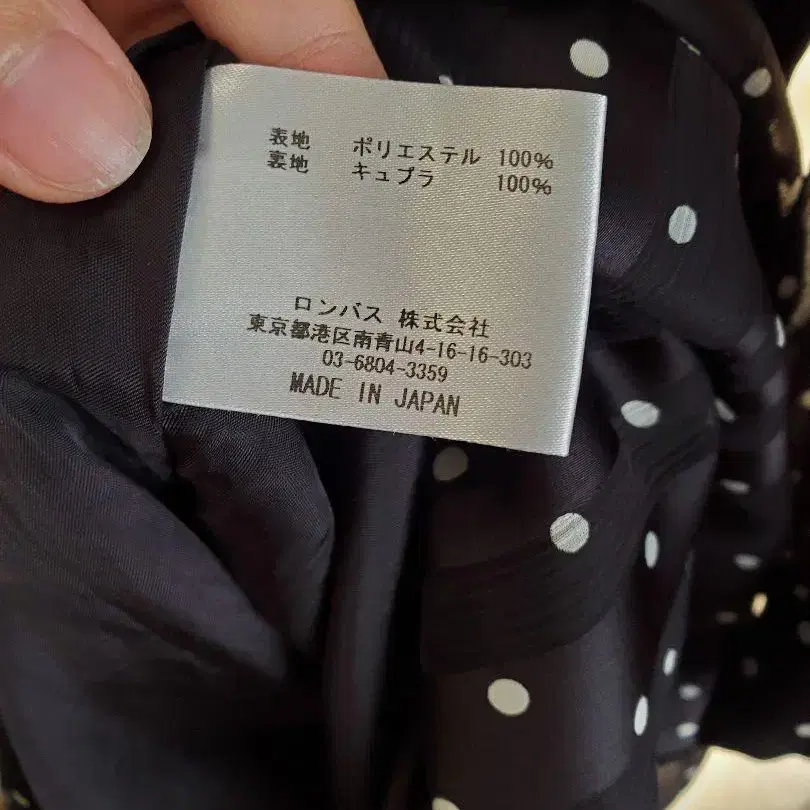 表地 ポリエステル 100%
裏地 キュプラ 100%
ロンバス 株式会社
東京都港区南青山4-16-16-303
03-6804-3359
MADE IN JAPAN